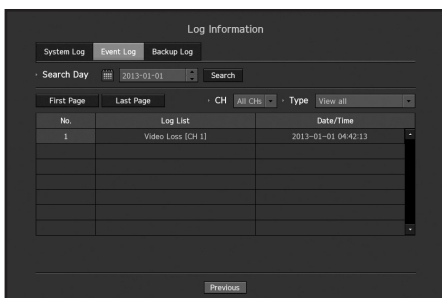 Log Information
System Log Event Log Backup Log
Search Day 2013-01-01 Search
First Page Last Page CH All CHs Type View all
No. Log List Date/Time
1 Video Loss [CH 1] 2013-01-01 04:42:13
Previous